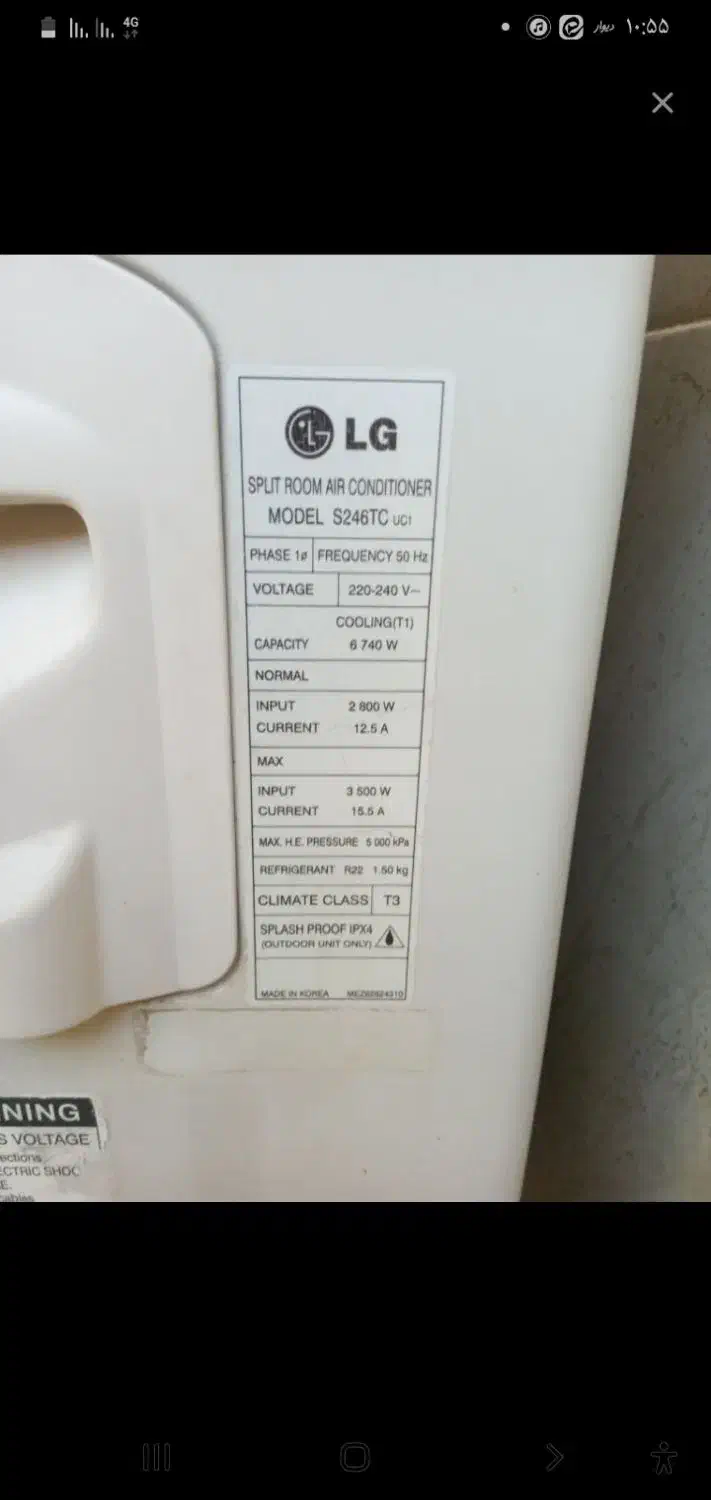 4G
دیوار ۱۰:۵۵
LG
SPLIT ROOM AIR CONDITIONER
MODEL S246TC UC1
PHASE 1ø FREQUENCY 50 Hz
VOLTAGE 220-240 V~
COOLING(T1)
CAPACITY 6 740 W
NORMAL
INPUT 2 800 W
CURRENT 12.5 A
MAX
INPUT 3 500 W
CURRENT 15.5 A
MAX. H.E. PRESSURE 5 000 kPa
REFRIGERANT R22 1.50 kg
CLIMATE CLASS T3
SPLASH PROOF IPX4
(OUTDOOR UNIT ONLY)
MADE IN KOREA
NING
S VOLTAGE
ections
ECTRIC SHOC
E.
cables